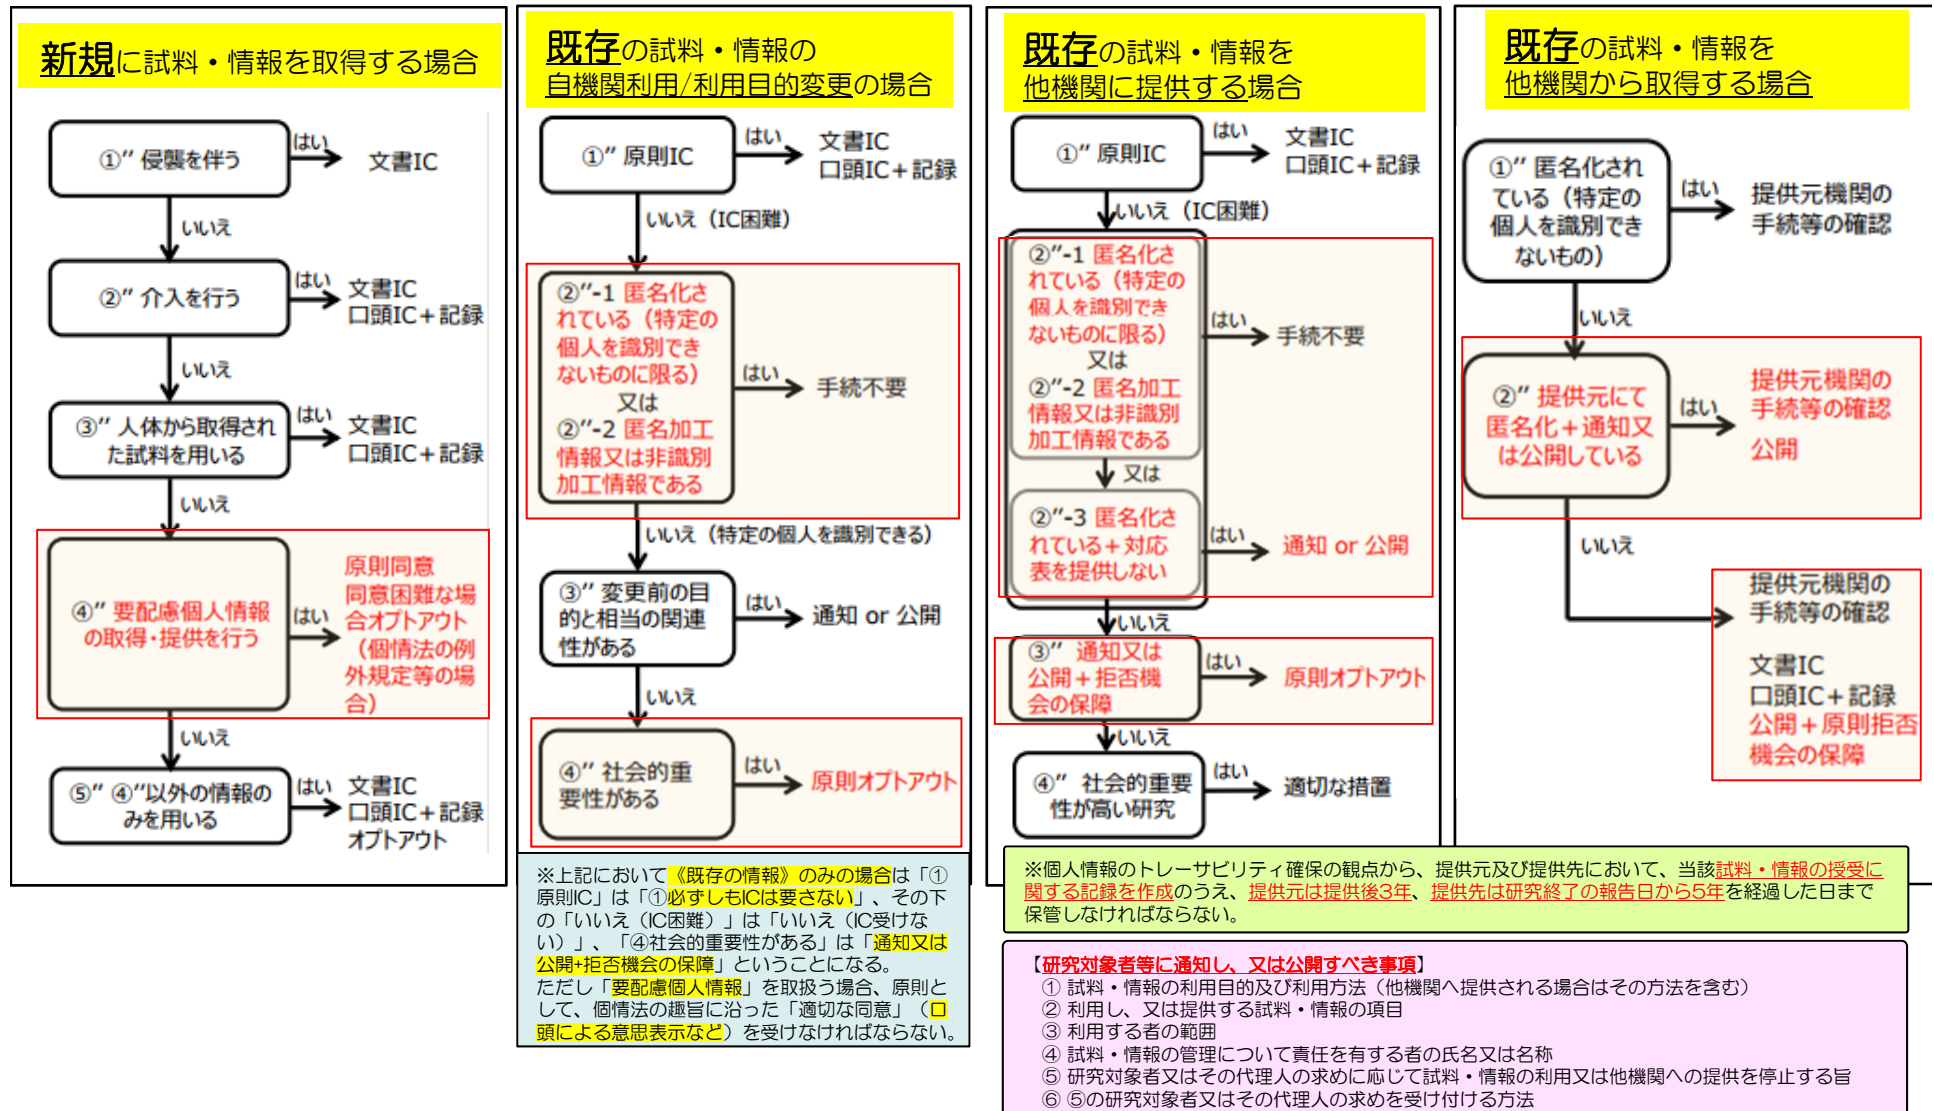 新規に試料・情報を取得する場合
①” 侵襲を伴う
はい
文書IC
いいえ
②” 介入を行う
はい
文書IC
口頭IC＋記録
いいえ
③” 人体から取得され
た試料を用いる
はい
文書IC
口頭IC＋記録
いいえ
④” 要配慮個人情報
の取得・提供を行う
はい
原則同意
同意困難な場
合オプトアウト
（個情法の例
外規定等の場
合）
いいえ
⑤” ④”以外の情報の
みを用いる
はい
文書IC
口頭IC＋記録
オプトアウト
既存の試料・情報の
自機関利用/利用目的変更の場合
①” 原則IC
はい
文書IC
口頭IC＋記録
いいえ（IC困難）
②”-1 匿名化さ
れている（特定の
個人を識別でき
ないものに限る）
又は
②”-2 匿名加工
情報又は非識別
加工情報である
はい
手続不要
いいえ（特定の個人を識別できる）
③” 変更前の目
的と相当の関連
性がある
はい
通知 or 公開
いいえ
④” 社会的重
要性がある
はい
原則オプトアウト
※上記において《既存の情報》のみの場合は「①
原則IC」は「①必ずしもICは要さない」、その下
の「いいえ（IC困難）」は「いいえ（IC受けな
い）」、「④社会的重要性がある」は「通知又は
公開+拒否機会の保障」ということになる。
ただし「要配慮個人情報」を取扱う場合、原則と
して、個情法の趣旨に沿った「適切な同意」（口
頭による意思表示など）を受けなければならない。
既存の試料・情報を
他機関に提供する場合
①” 原則IC
はい
文書IC
口頭IC＋記録
いいえ（IC困難）
②”-1 匿名化さ
れている（特定の
個人を識別でき
ないものに限る）
又は
②”-2 匿名加工
情報又は非識別
加工情報である
はい
手続不要
又は
②”-3 匿名化さ
れている＋対応
表を提供しない
はい
通知 or 公開
いいえ
③” 通知又は
公開＋拒否機
会の保障
はい
原則オプトアウト
いいえ
④” 社会的重要
性が高い研究
はい
適切な措置
既存の試料・情報を
他機関から取得する場合
①” 匿名化され
ている（特定の
個人を識別でき
ないもの）
はい
提供元機関の
手続等の確認
いいえ
②” 提供元にて
匿名化＋通知又
は公開している
はい
提供元機関の
手続等の確認
公開
いいえ
提供元機関の
手続等の確認
文書IC
口頭IC＋記録
公開＋原則拒否
機会の保障
※個人情報のトレーサビリティ確保の観点から、提供元及び提供先において、当該試料・情報の授受に
関する記録を作成のうえ、提供元は提供後3年、提供先は研究終了の報告日から5年を経過した日まで
保管しなければならない。
【研究対象者等に通知し、又は公開すべき事項】
① 試料・情報の利用目的及び利用方法（他機関へ提供される場合はその方法を含む）
② 利用し、又は提供する試料・情報の項目
③ 利用する者の範囲
④ 試料・情報の管理について責任を有する者の氏名又は名称
⑤ 研究対象者又はその代理人の求めに応じて試料・情報の利用又は他機関への提供を停止する旨
⑥ ⑤の研究対象者又はその代理人の求めを受け付ける方法